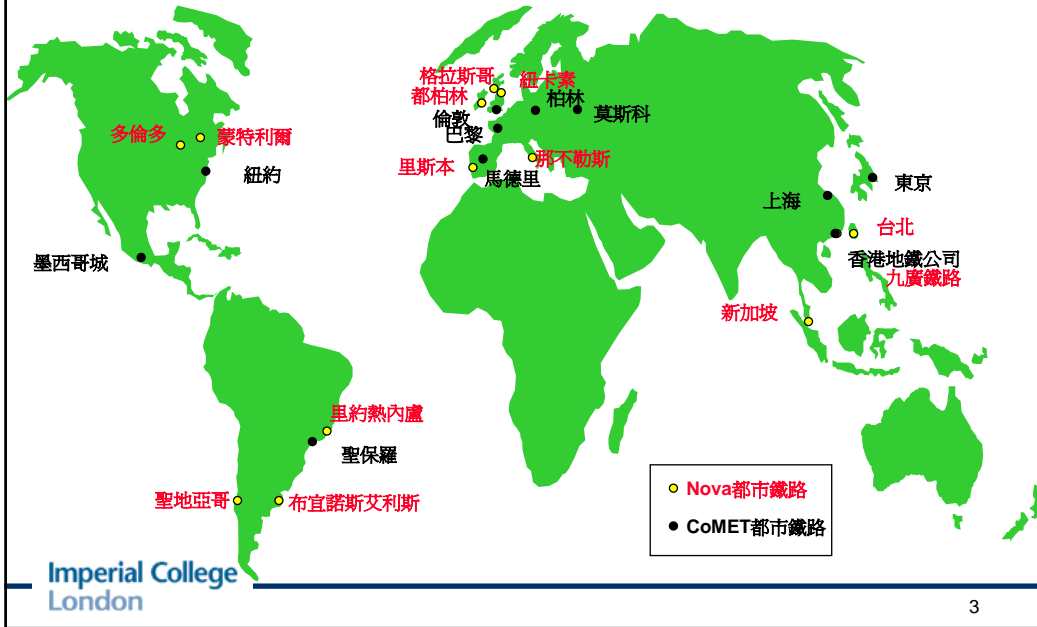 格拉斯哥
紐卡素
都柏林
柏林
倫敦
莫斯科
巴黎
多倫多
蒙特利爾
里斯本
那不勒斯
紐約
馬德里
東京
上海
台北
墨西哥城
香港地鐵公司
九廣鐵路
新加坡
里約熱內盧
聖保羅
聖地亞哥
布宜諾斯艾利斯
Nova都市鐵路
CoMET都市鐵路
Imperial College
London
3